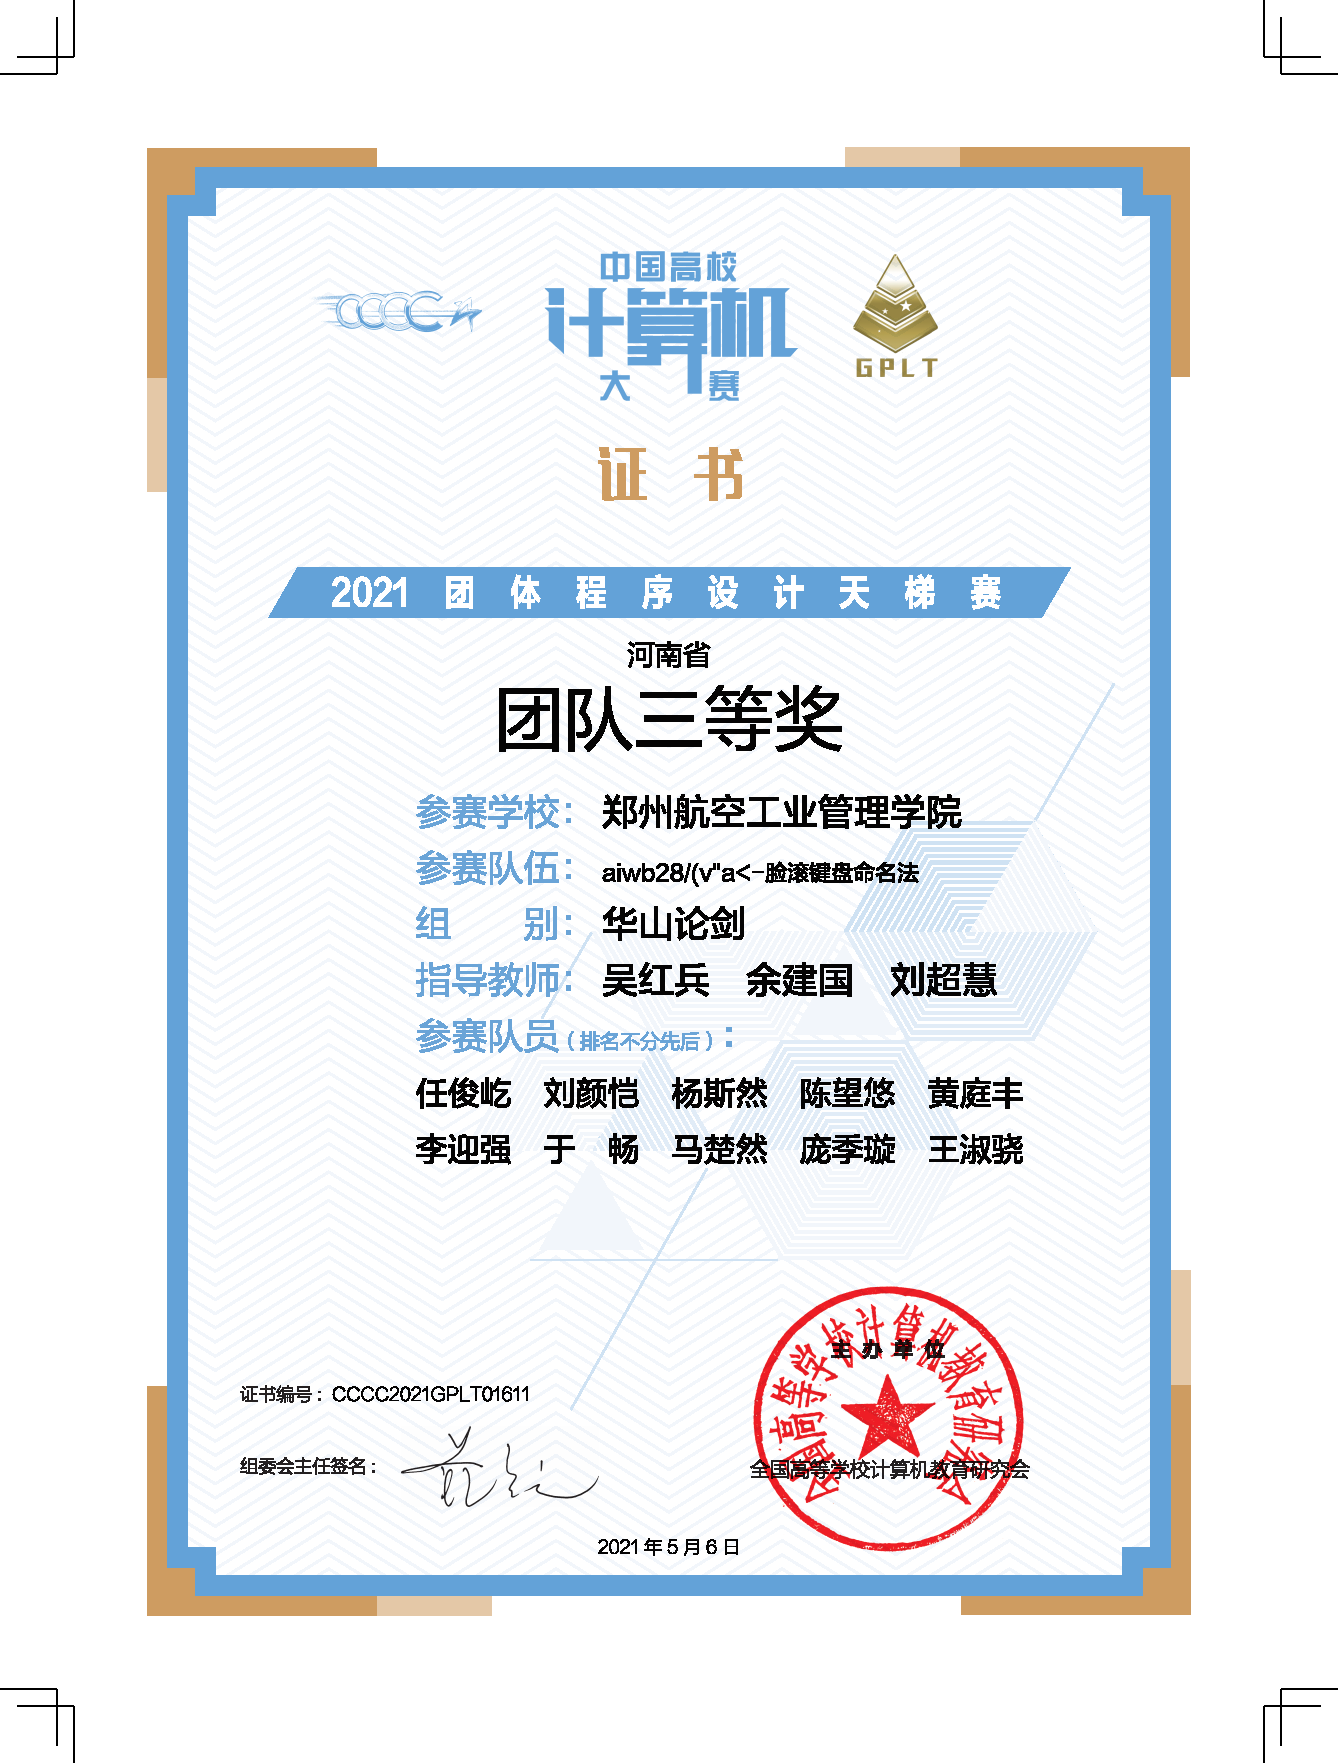 中国高校
计算机
大赛
CCCC
GPLT
证书
2021 团体程序设计天梯赛
河南省
团队三等奖
参赛学校：郑州航空工业管理学院
参赛队伍：aiwb28/(v"a<-脸滚键盘命名法
组 别：华山论剑
指导教师：吴红兵 余建国 刘超慧
参赛队员（排名不分先后）：
任俊屹 刘颜恺 杨斯然 陈望悠 黄庭丰
李迎强 于 畅 马楚然 庞季璇 王淑骁
主办单位
全国高等学校计算机教育研究会
证书编号：CCCC2021GPLT01611
组委会主任签名：
全国高等学校计算机教育研究会
2021 年 5 月 6 日